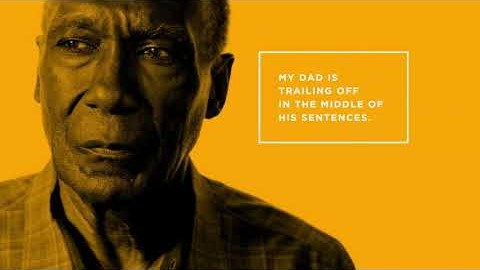 MY DAD IS
TRAILING OFF
IN THE MIDDLE OF
HIS SENTENCES.